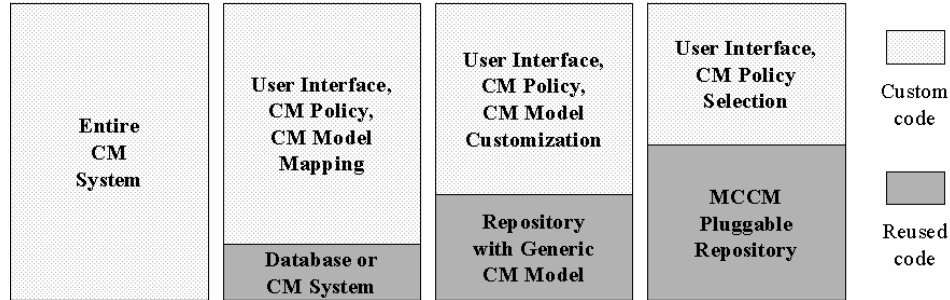 Entire
CM
System
User Interface,
CM Policy,
CM Model
Mapping
Database or
CM System
User Interface,
CM Policy,
CM Model
Customization
Repository
with Generic
CM Model
User Interface,
CM Policy
Selection
MCCM
Pluggable
Repository
Custom
code
Reused
code